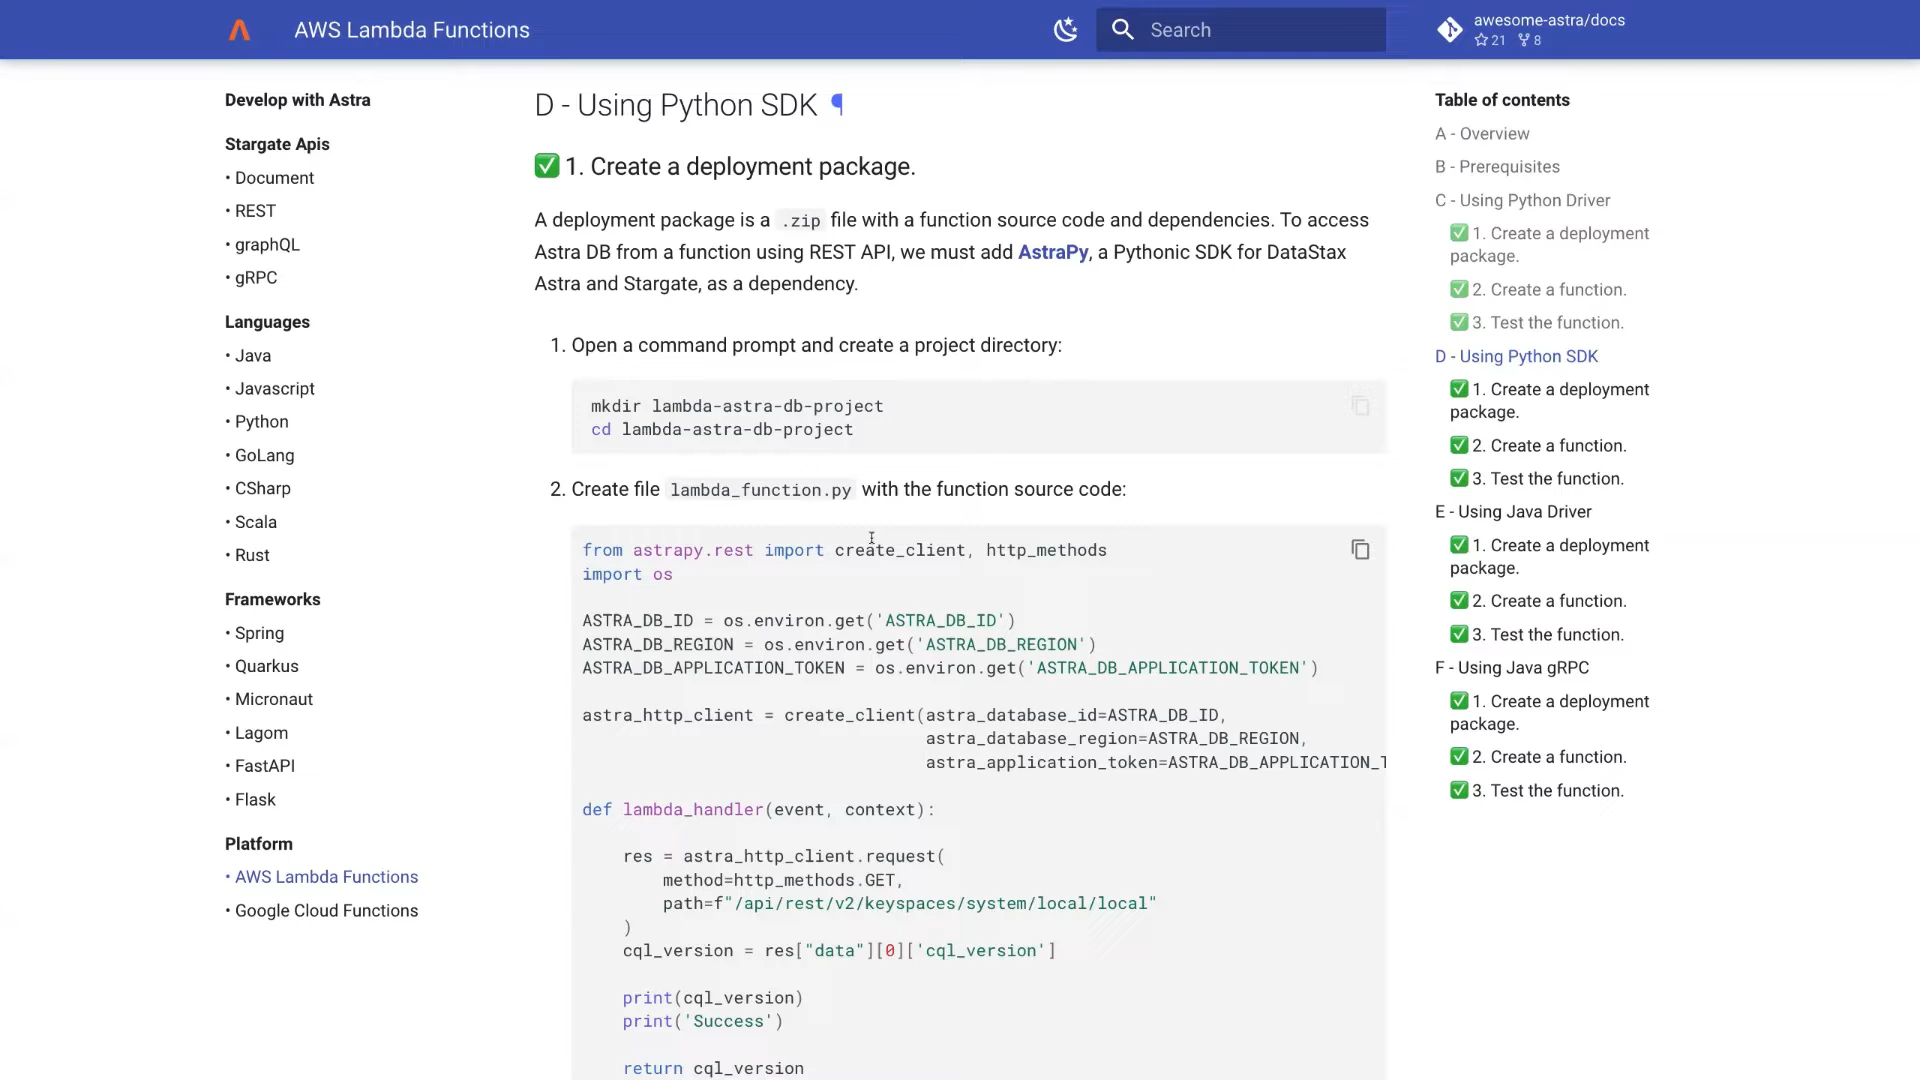 AWS Lambda Functions
Search
awesome-astra/docs
21 8
Develop with Astra
Stargate Apis
• Document
• REST
• graphQL
• gRPC
Languages
• Java
• Javascript
• Python
• GoLang
• CSharp
• Scala
• Rust
Frameworks
• Spring
• Quarkus
• Micronaut
• Lagom
• FastAPI
• Flask
Platform
• AWS Lambda Functions
• Google Cloud Functions
D - Using Python SDK ¶
✅ 1. Create a deployment package.
A deployment package is a .zip file with a function source code and dependencies. To access
Astra DB from a function using REST API, we must add AstraPy, a Pythonic SDK for DataStax
Astra and Stargate, as a dependency.
1. Open a command prompt and create a project directory:
mkdir lambda-astra-db-project
cd lambda-astra-db-project
2. Create file lambda_function.py with the function source code:
from astrapy.rest import create_client, http_methods
import os
ASTRA_DB_ID = os.environ.get('ASTRA_DB_ID')
ASTRA_DB_REGION = os.environ.get('ASTRA_DB_REGION')
ASTRA_DB_APPLICATION_TOKEN = os.environ.get('ASTRA_DB_APPLICATION_TOKEN')
astra_http_client = create_client(astra_database_id=ASTRA_DB_ID,
astra_database_region=ASTRA_DB_REGION,
astra_application_token=ASTRA_DB_APPLICATION_T
def lambda_handler(event, context):
res = astra_http_client.request(
method=http_methods.GET,
path=f"/api/rest/v2/keyspaces/system/local/local"
)
cql_version = res["data"][0]['cql_version']
print(cql_version)
print('Success')
return cql_version
Table of contents
A - Overview
B - Prerequisites
C - Using Python Driver
✅ 1. Create a deployment
package.
✅ 2. Create a function.
✅ 3. Test the function.
D - Using Python SDK
✅ 1. Create a deployment
package.
✅ 2. Create a function.
✅ 3. Test the function.
E - Using Java Driver
✅ 1. Create a deployment
package.
✅ 2. Create a function.
✅ 3. Test the function.
F - Using Java gRPC
✅ 1. Create a deployment
package.
✅ 2. Create a function.
✅ 3. Test the function.